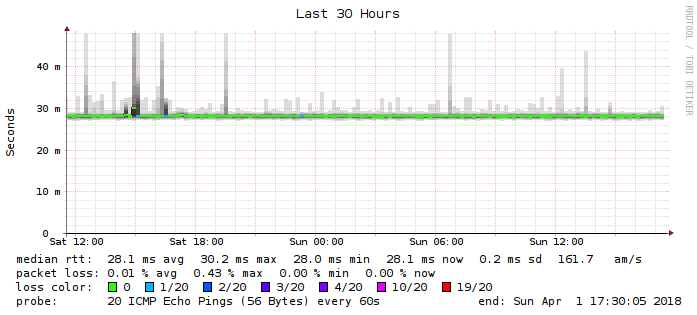 Last 30 Hours
RRDTOOL / TOBI OETIKER
Seconds
40 m
30 m
20 m
10 m
0
Sat 12:00 Sat 18:00 Sun 00:00 Sun 06:00 Sun 12:00
median rtt: 28.1 ms avg 30.2 ms max 28.0 ms min 28.1 ms now 0.2 ms sd 161.7 am/s
packet loss: 0.01 % avg 0.43 % max 0.00 % min 0.00 % now
loss color: 0 1/20 2/20 3/20 4/20 10/20 19/20
probe: 20 ICMP Echo Pings (56 Bytes) every 60s end: Sun Apr 1 17:30:05 2018